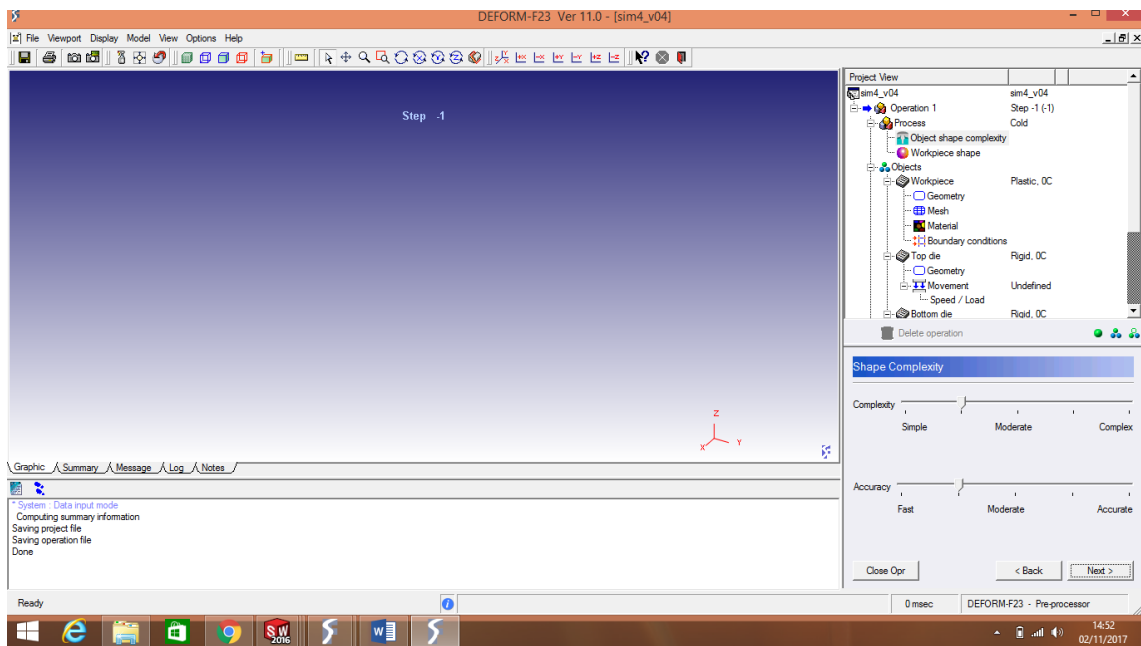 DEFORM-F23 Ver 11.0 - [sim4_v04]
File Viewport Display Model View Options Help
Step -1
Z
X
Y
Project View
sim4_v04 sim4_v04
Operation 1 Step -1 (-1)
Process Cold
Object shape complexity
Workpiece shape
Objects
Workpiece Plastic, 0C
Geometry
Mesh
Material
Boundary conditions
Top die Rigid, 0C
Geometry
Movement Undefined
Speed / Load
Bottom die Rigid, 0C
Delete operation
Shape Complexity
Complexity
Simple Moderate Complex
Accuracy
Fast Moderate Accurate
Close Opr < Back Next >
Graphic Summary Message Log Notes
* System : Data input mode
Computing summary information
Saving project file
Saving operation file
Done
Ready
0 msec DEFORM-F23 - Pre-processor
SW
2016
14:52
02/11/2017